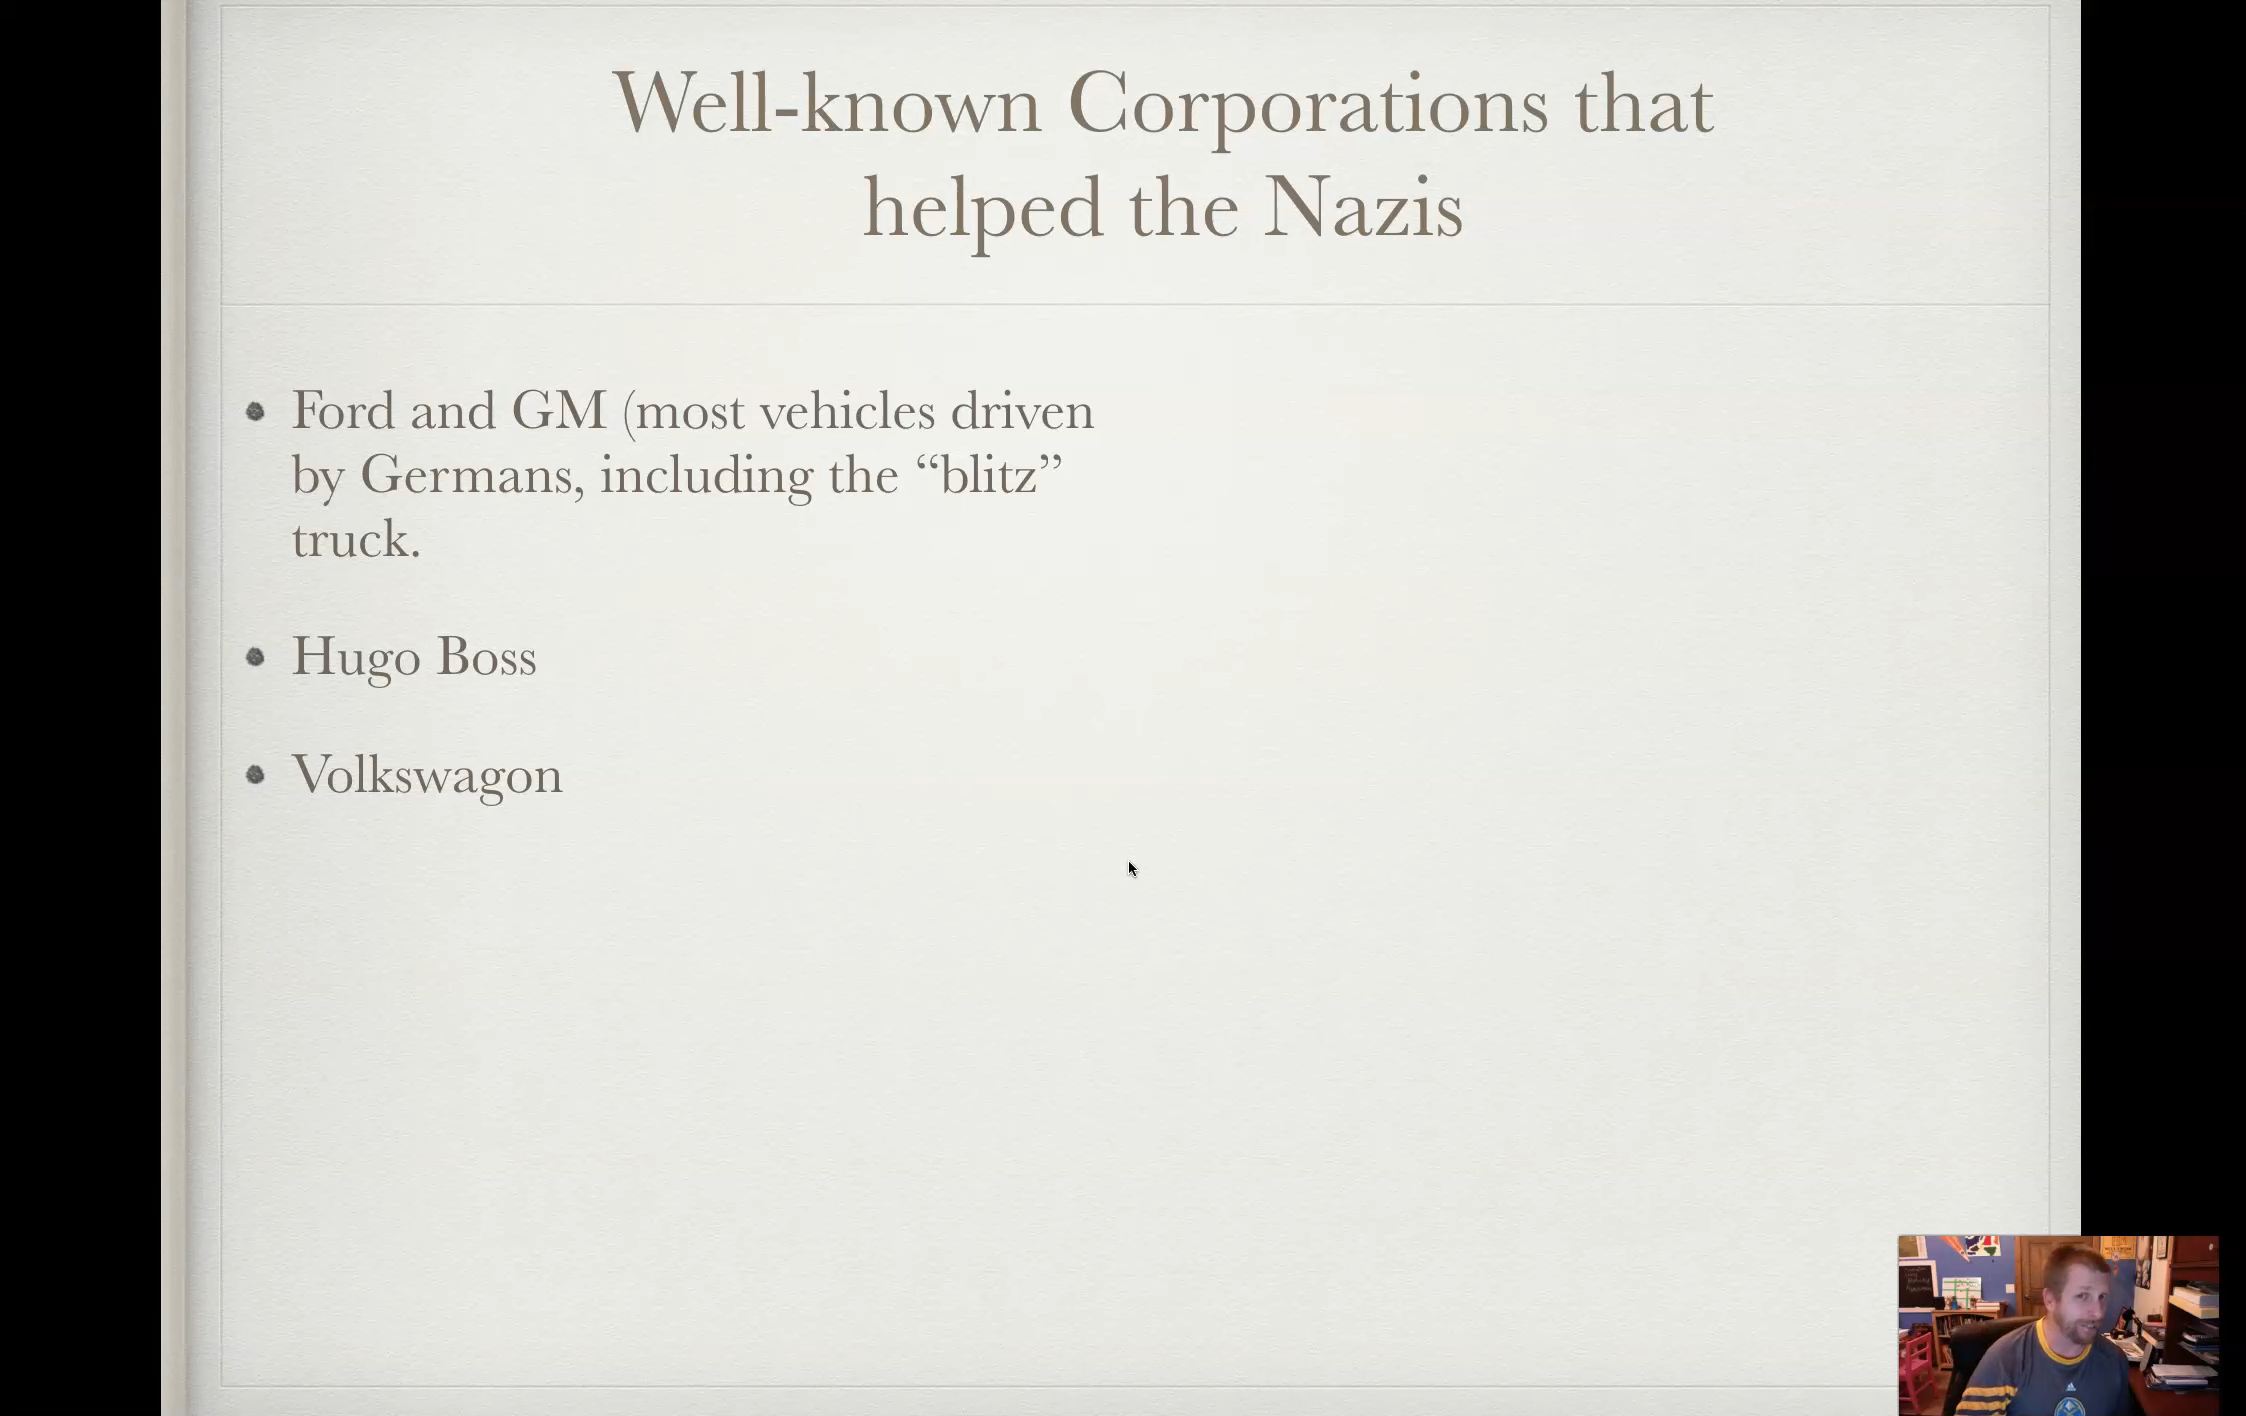 Well-known Corporations that
helped the Nazis
Ford and GM (most vehicles driven
by Germans, including the “blitz”
truck.
Hugo Boss
Volkswagon